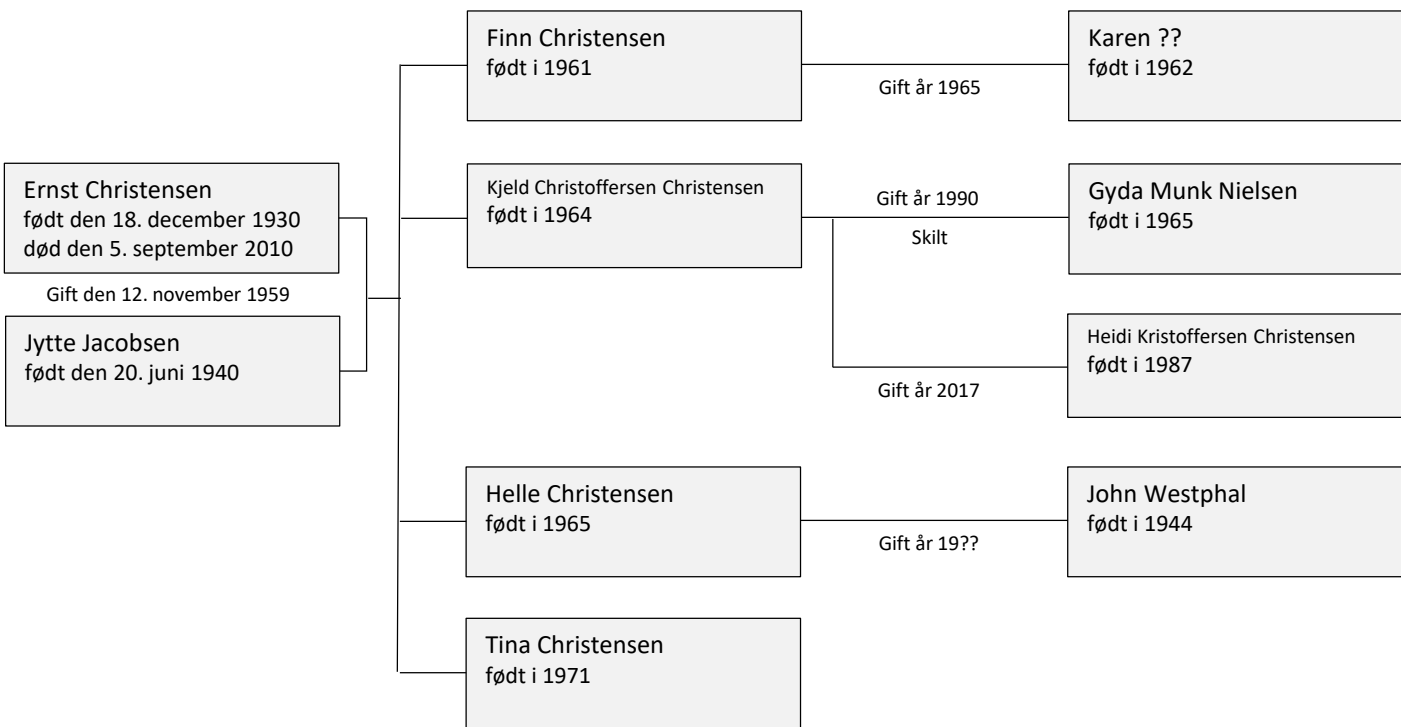 Finn Christensen
født i 1961
Gift år 1965
Karen ??
født i 1962
Ernst Christensen
født den 18. december 1930
død den 5. september 2010
Gift den 12. november 1959
Jytte Jacobsen
født den 20. juni 1940
Kjeld Christoffersen Christensen
født i 1964
Gift år 1990
Skilt
Gyda Munk Nielsen
født i 1965
Gift år 2017
Heidi Kristoffersen Christensen
født i 1987
Helle Christensen
født i 1965
Gift år 19??
John Westphal
født i 1944
Tina Christensen
født i 1971